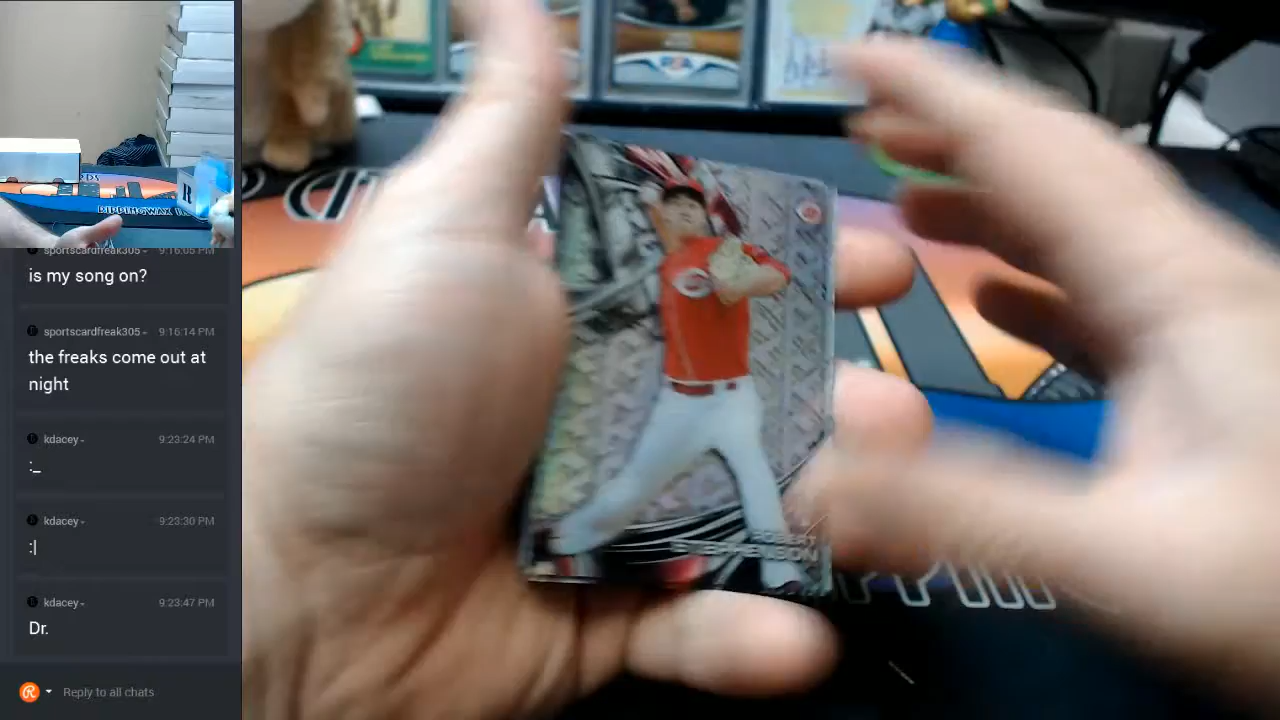 RIPPINGWAX
sportscardfreak305
9:16:05 PM
is my song on?
sportscardfreak305
9:16:14 PM
the freaks come out at
night
kdacey
9:23:24 PM
:_
kdacey
9:23:30 PM
:|
kdacey
9:23:47 PM
Dr.
Reply to all chats
ROBERT
STEPHENSON